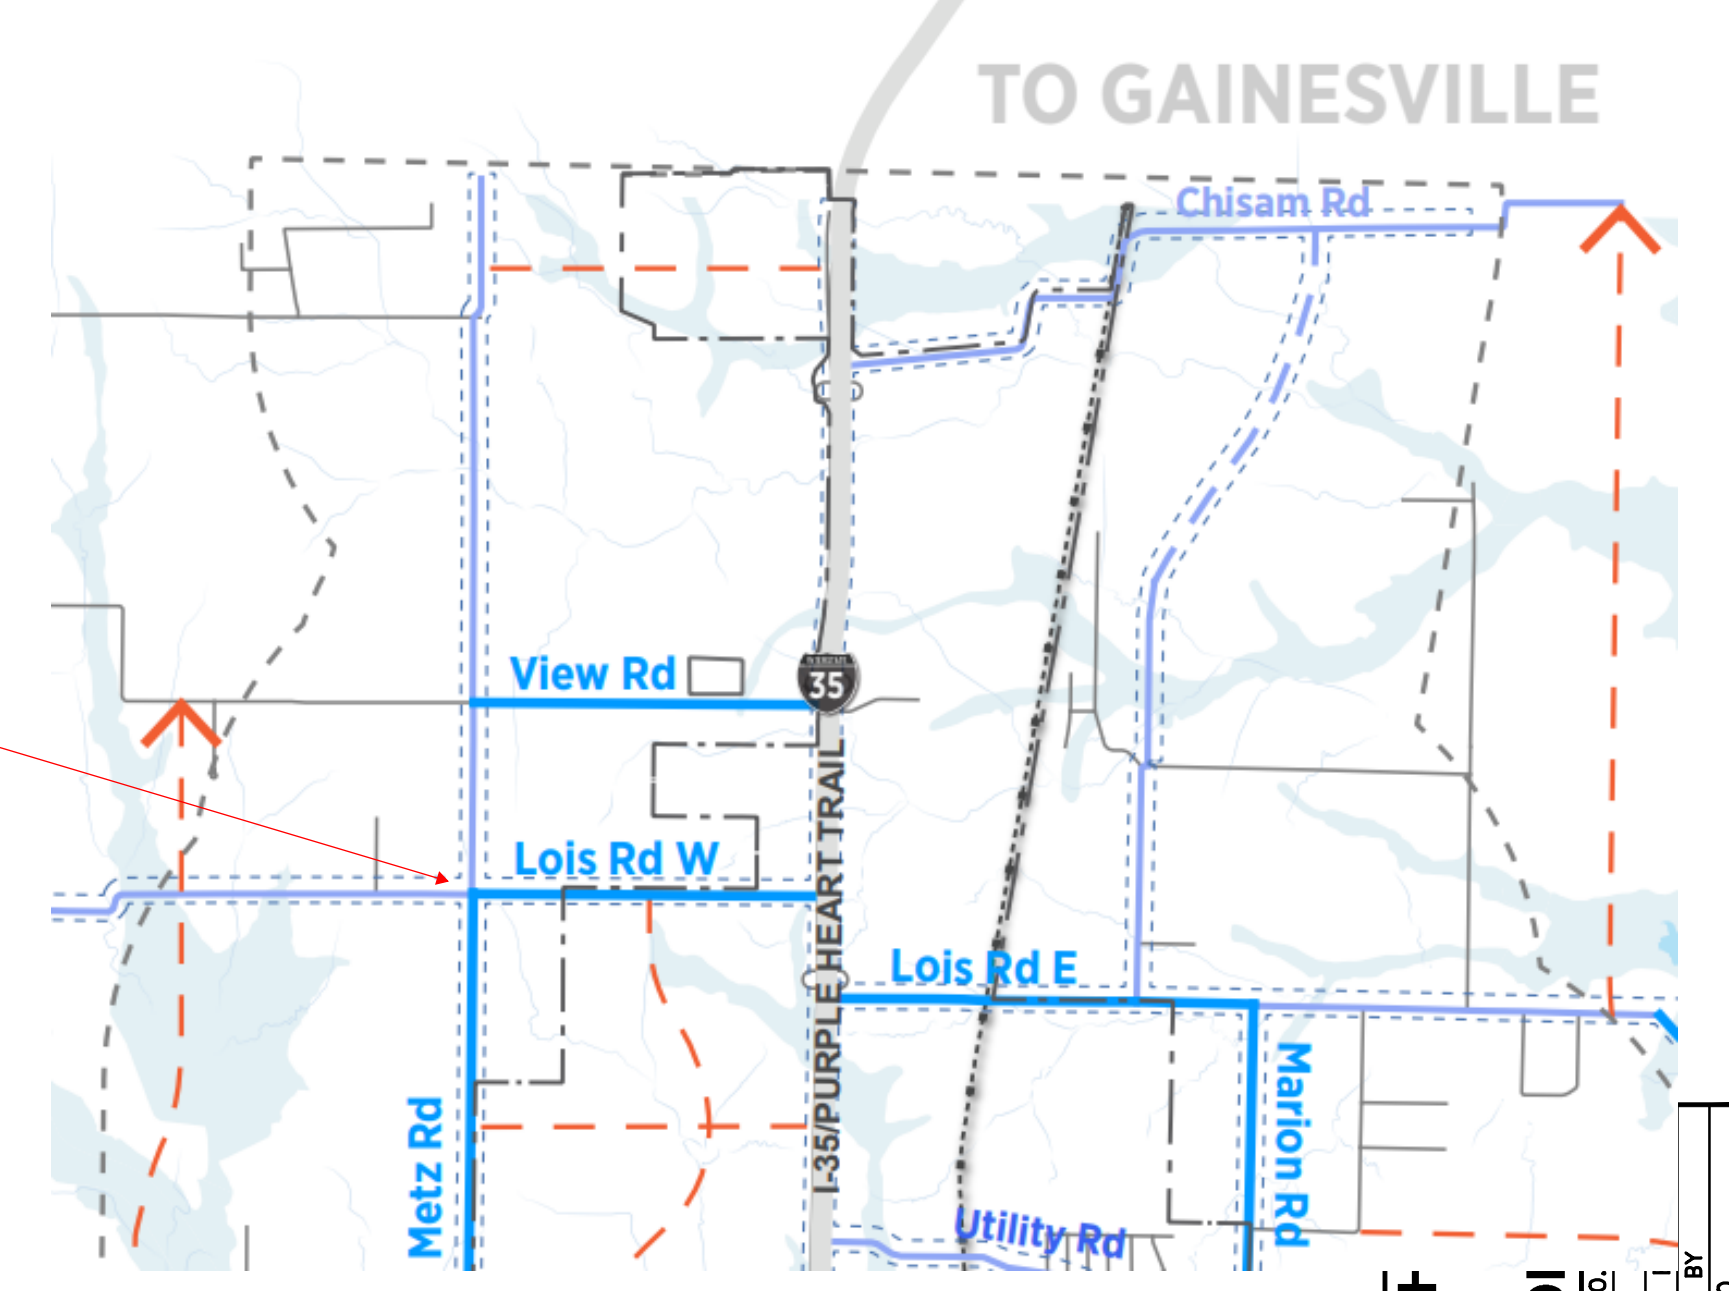 TO GAINESVILLE
Chisam Rd
View Rd
35
Lois Rd W
Lois Rd E
I-35/PURPLE HEART TRAIL
Metz Rd
Marion Rd
Utility Rd
BY